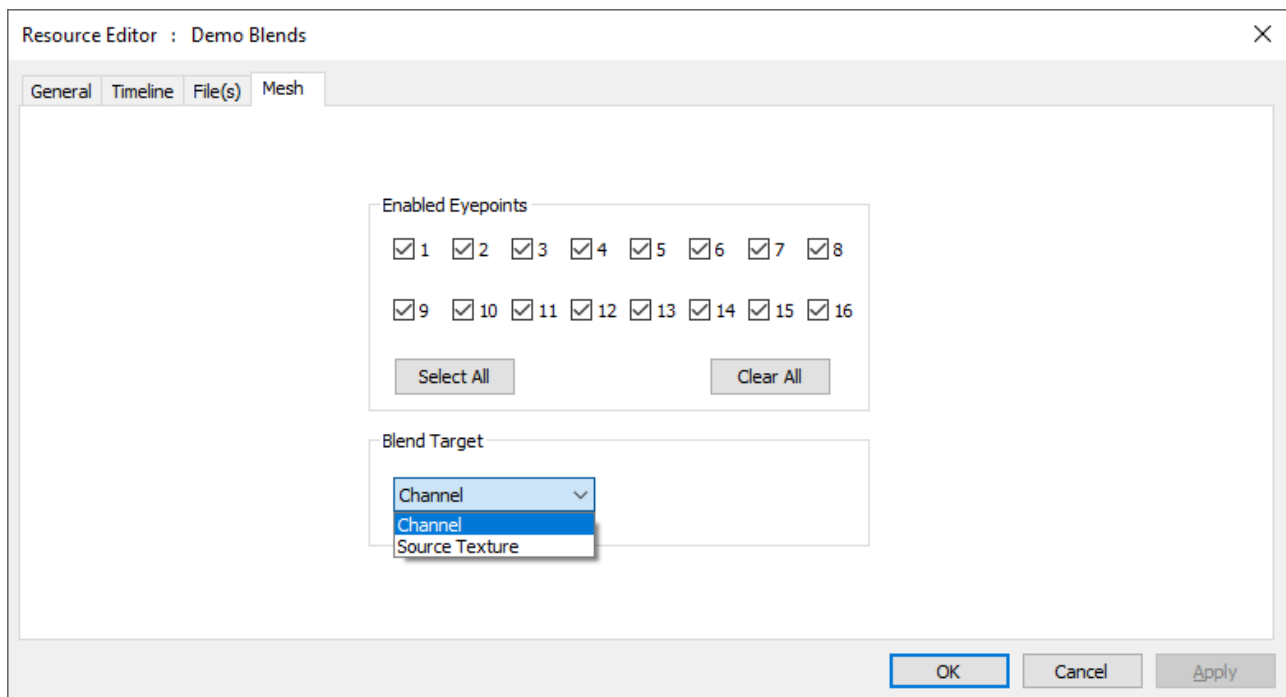 Resource Editor : Demo Blends
General Timeline File(s) Mesh
Enabled Eyepoints
1 2 3 4 5 6 7 8
9 10 11 12 13 14 15 16
Select All Clear All
Blend Target
Channel
Channel
Source Texture
OK Cancel Apply